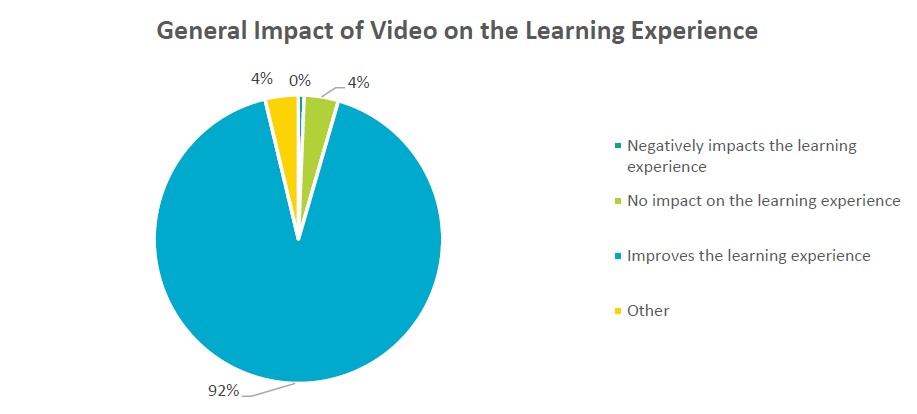 General Impact of Video on the Learning Experience
4% 0% 4%
92%
Negatively impacts the learning
experience
No impact on the learning experience
Improves the learning experience
Other